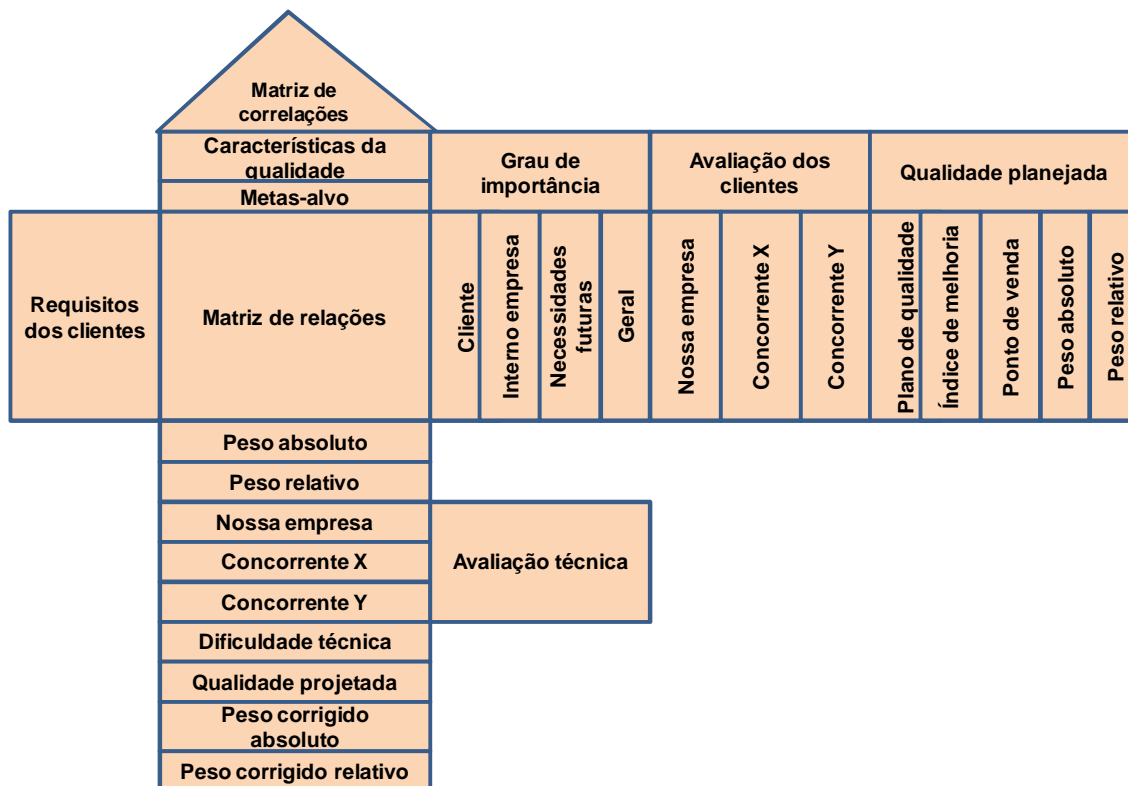 Matriz de
correlações
Características da
qualidade
Metas-alvo
Grau de
importância
Avaliação dos
clientes
Qualidade planejada
Requisitos
dos clientes
Matriz de relações
Cliente
Interno empresa
Necessidades
futuras
Geral
Nossa empresa
Concorrente X
Concorrente Y
Plano de qualidade
Índice de melhoria
Ponto de venda
Peso absoluto
Peso relativo
Peso absoluto
Peso relativo
Nossa empresa
Concorrente X
Concorrente Y
Avaliação técnica
Dificuldade técnica
Qualidade projetada
Peso corrigido
absoluto
Peso corrigido relativo